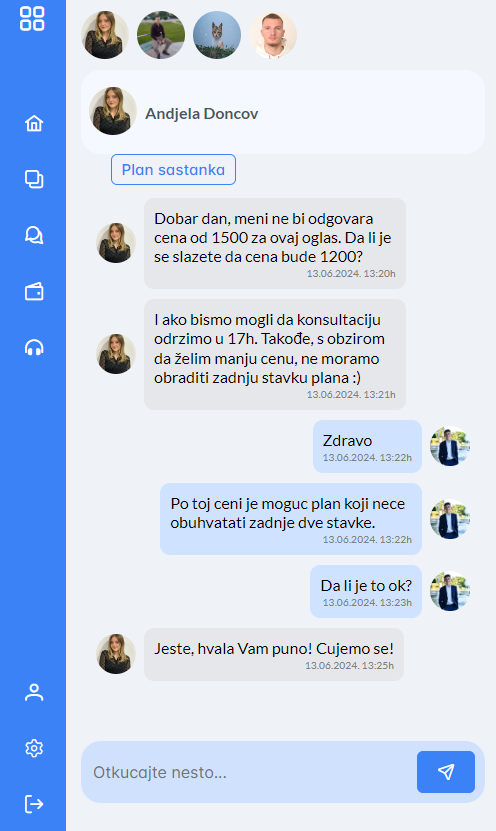 Andjela Doncov
Plan sastanka
Dobar dan, meni ne bi odgovara
cena od 1500 za ovaj oglas. Da li je
se slazete da cena bude 1200?
13.06.2024. 13:20h
I ako bismo mogli da konsultaciju
odrzimo u 17h. Takođe, s obzirom
da želim manju cenu, ne moramo
obraditi zadnju stavku plana :)
13.06.2024. 13:21h
Zdravo
13.06.2024. 13:22h
Po toj ceni je moguc plan koji nece
obuhvatati zadnje dve stavke.
13.06.2024. 13:22h
Da li je to ok?
13.06.2024. 13:23h
Jeste, hvala Vam puno! Cujemo se!
13.06.2024. 13:25h
Otkucajte nesto...